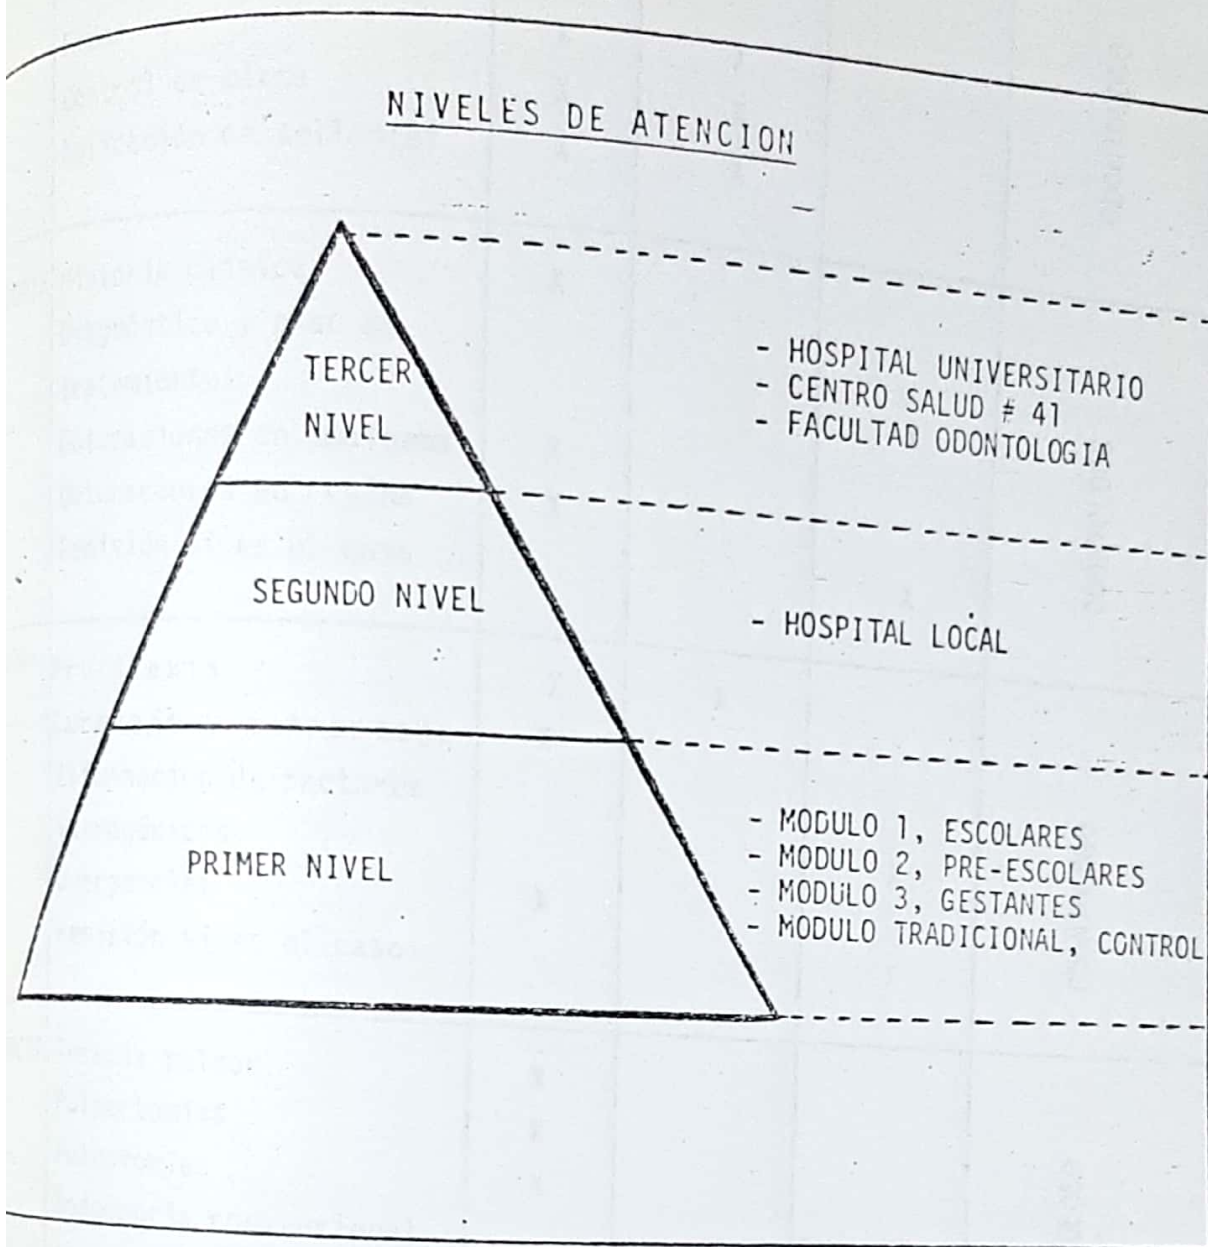 NIVELES DE ATENCION
TERCER
NIVEL
- HOSPITAL UNIVERSITARIO
- CENTRO SALUD # 41
- FACULTAD ODONTOLOGIA
SEGUNDO NIVEL
- HOSPITAL LOCAL
PRIMER NIVEL
- MODULO 1, ESCOLARES
- MODULO 2, PRE-ESCOLARES
- MODULO 3, GESTANTES
- MODULO TRADICIONAL, CONTROL